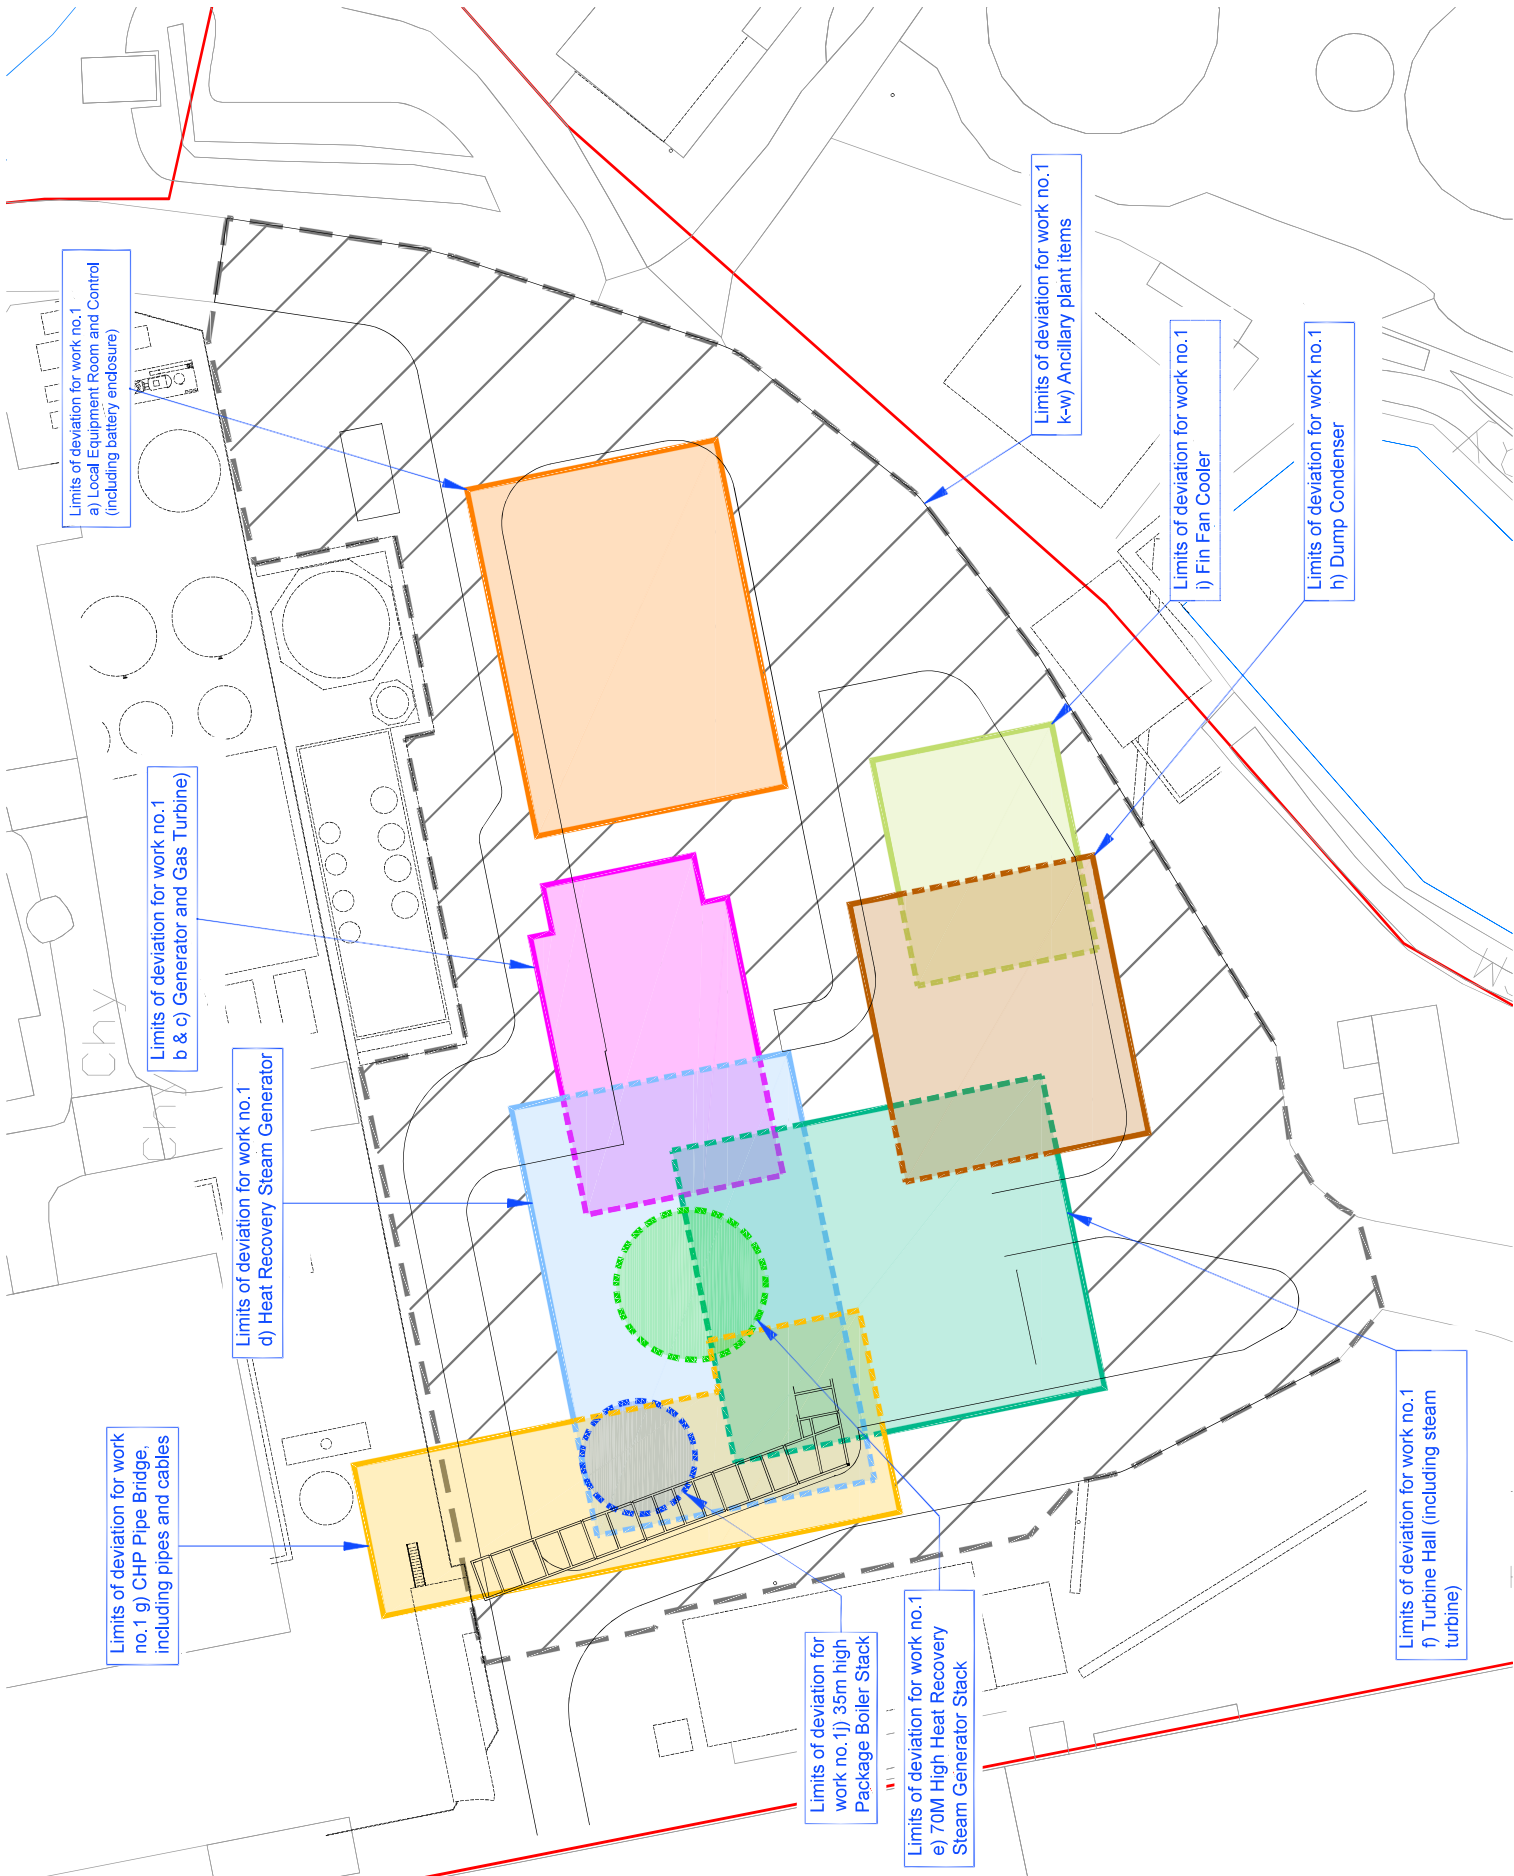 Limits of deviation for work no.1
a) Local Equipment Room and Control
(including battery enclosure)
Limits of deviation for work no.1
k-w) Ancillary plant items
Limits of deviation for work no.1
i) Fin Fan Cooler
Limits of deviation for work no.1
h) Dump Condenser
Limits of deviation for work no.1
b & c) Generator and Gas Turbine)
Chy
Chy
Limits of deviation for work no.1
d) Heat Recovery Steam Generator
Limits of deviation for work
no.1 g) CHP Pipe Bridge,
including pipes and cables
Limits of deviation for
work no.1j) 35m high
Package Boiler Stack
Limits of deviation for work no.1
e) 70M High Heat Recovery
Steam Generator Stack
Limits of deviation for work no.1
f) Turbine Hall (including steam
turbine)